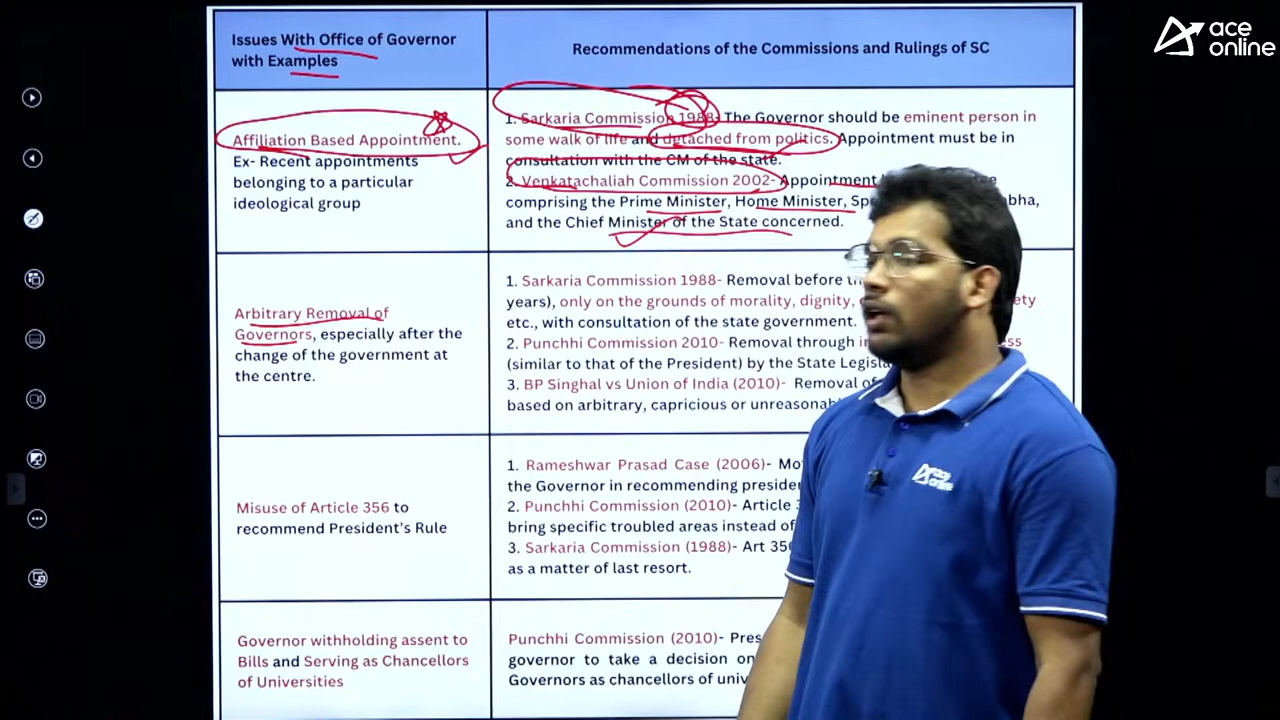 Issues With Office of Governor
with Examples
Recommendations of the Commissions and Rulings of SC
ace
online
Affiliation Based Appointment.
Ex- Recent appointments
belonging to a particular
ideological group
1. Sarkaria Commission 1988- The Governor should be eminent person in
some walk of life and detached from politics. Appointment must be in
consultation with the CM of the state.
2. Venkatachaliah Commission 2002- Appointment
comprising the Prime Minister, Home Minister,
and the Chief Minister of the State concerned.
Arbitrary Removal of
Governors, especially after the
change of the government at
the centre.
1. Sarkaria Commission 1988- Removal before
years), only on the grounds of morality, dignity,
etc., with consultation of the state government.
2. Punchhi Commission 2010- Removal through
(similar to that of the President) by the State
3. BP Singhal vs Union of India (2010)- Removal of
based on arbitrary, capricious or
Misuse of Article 356 to
recommend President's Rule
1. Rameshwar Prasad Case (2006)-
the Governor in recommending
2. Punchhi Commission (2010)- Article
bring specific troubled areas instead of
3. Sarkaria Commission (1988)- Art
as a matter of last resort.
Governor withholding assent to
Bills and Serving as Chancellors
of Universities
Punchhi Commission (2010)-
governor to take a decision on
Governors as chancellors of
ace
online